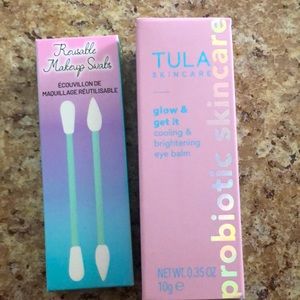 Reusable
Makeup Swabs
ÉCOUVILLON DE
MAQUILLAGE RÉUTILISABLE
TULA
SKINCARE
glow &
get it
cooling &
brightening
eye balm
NET WT. 0.35 OZ
10g e
probiotic skincare